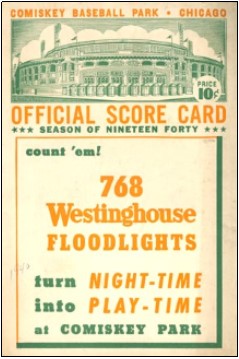 COMISKEY BASEBALL PARK • CHICAGO
PRICE
10¢
OFFICIAL SCORE CARD
★★★ SEASON OF NINETEEN FORTY ★★★
count 'em!
768
Westinghouse
FLOODLIGHTS
turn NIGHT-TIME
into PLAY-TIME
at COMISKEY PARK
1940